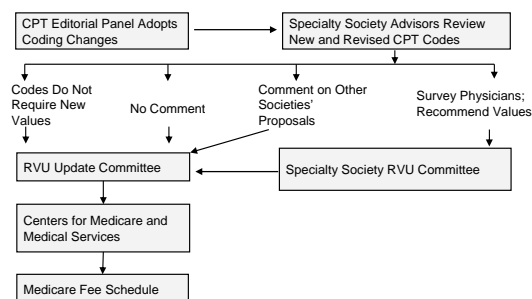 CPT Editorial Panel Adopts
Coding Changes
Specialty Society Advisors Review
New and Revised CPT Codes
Codes Do Not
Require New
Values
No Comment
Comment on Other
Societies'
Proposals
Survey Physicians;
Recommend Values
RVU Update Committee
Specialty Society RVU Committee
Centers for Medicare and
Medical Services
Medicare Fee Schedule